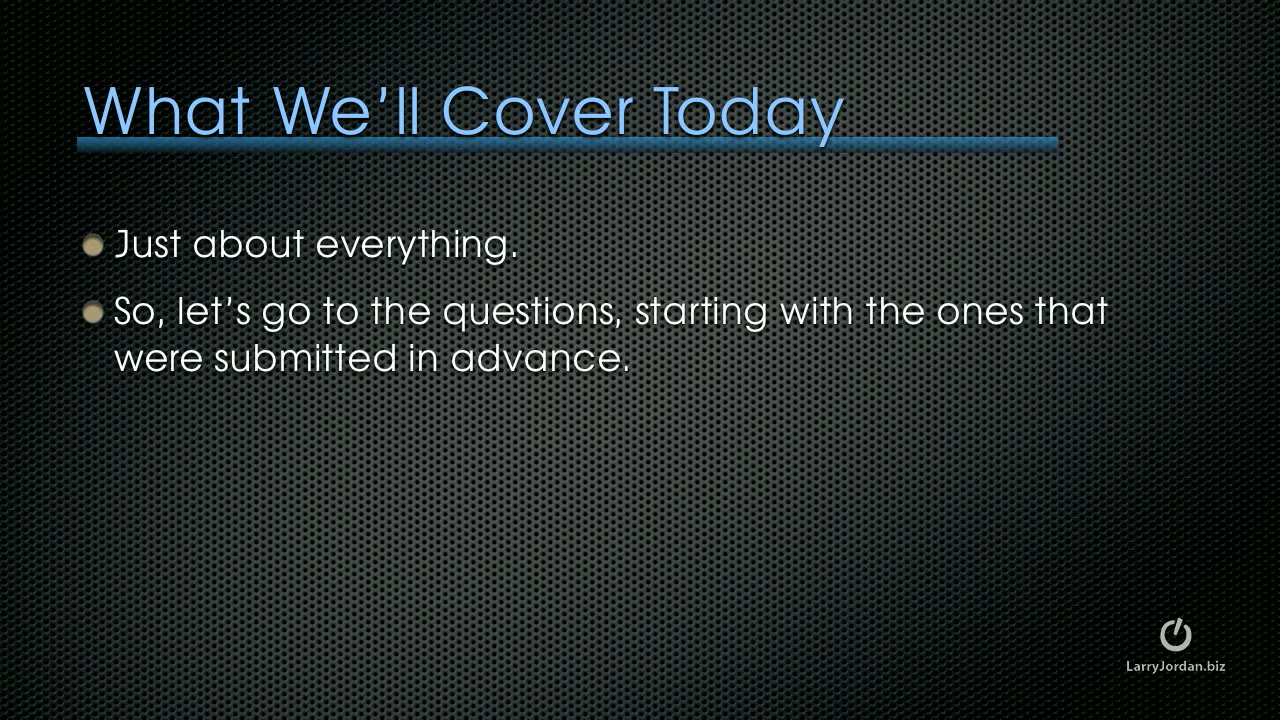 What We’ll Cover Today
Just about everything.
So, let’s go to the questions, starting with the ones that
were submitted in advance.
LarryJordan.biz